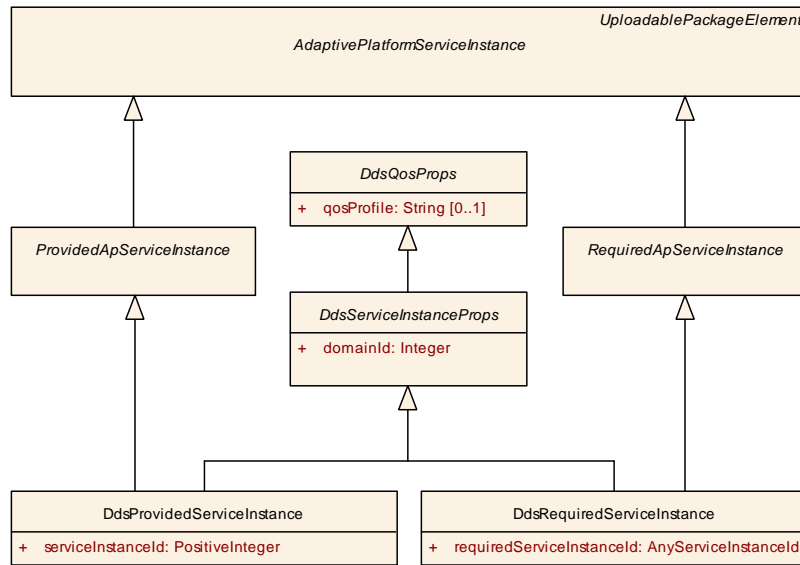 UploadablePackageElement
AdaptivePlatformServiceInstance
DdsQosProps
+ qosProfile: String [0..1]
ProvidedApServiceInstance
RequiredApServiceInstance
DdsServiceInstanceProps
+ domainId: Integer
DdsProvidedServiceInstance
+ serviceInstanceId: PositiveInteger
DdsRequiredServiceInstance
+ requiredServiceInstanceId: AnyServiceInstanceId